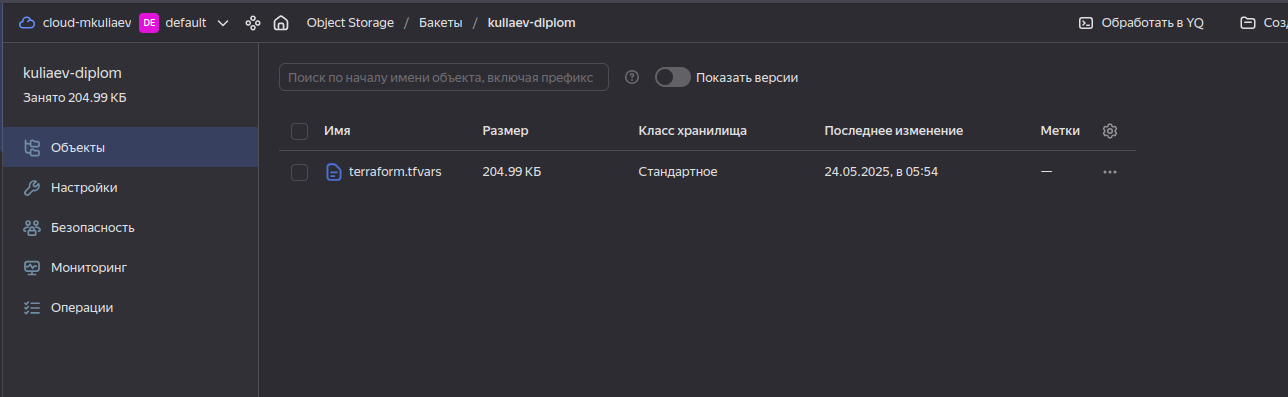 cloud-mkuliaev DE default Object Storage / Бакеты / kuliaev-diplom Обработать в YQ Созд
kuliaev-diplom
Занято 204.99 КБ
Объекты
Настройки
Безопасность
Мониторинг
Операции
Поиск по началу имени объекта, включая префикс ? Показать версии
Имя Размер Класс хранилища Последнее изменение Метки
terraform.tfvars 204.99 КБ Стандартное 24.05.2025, в 05:54 — ···